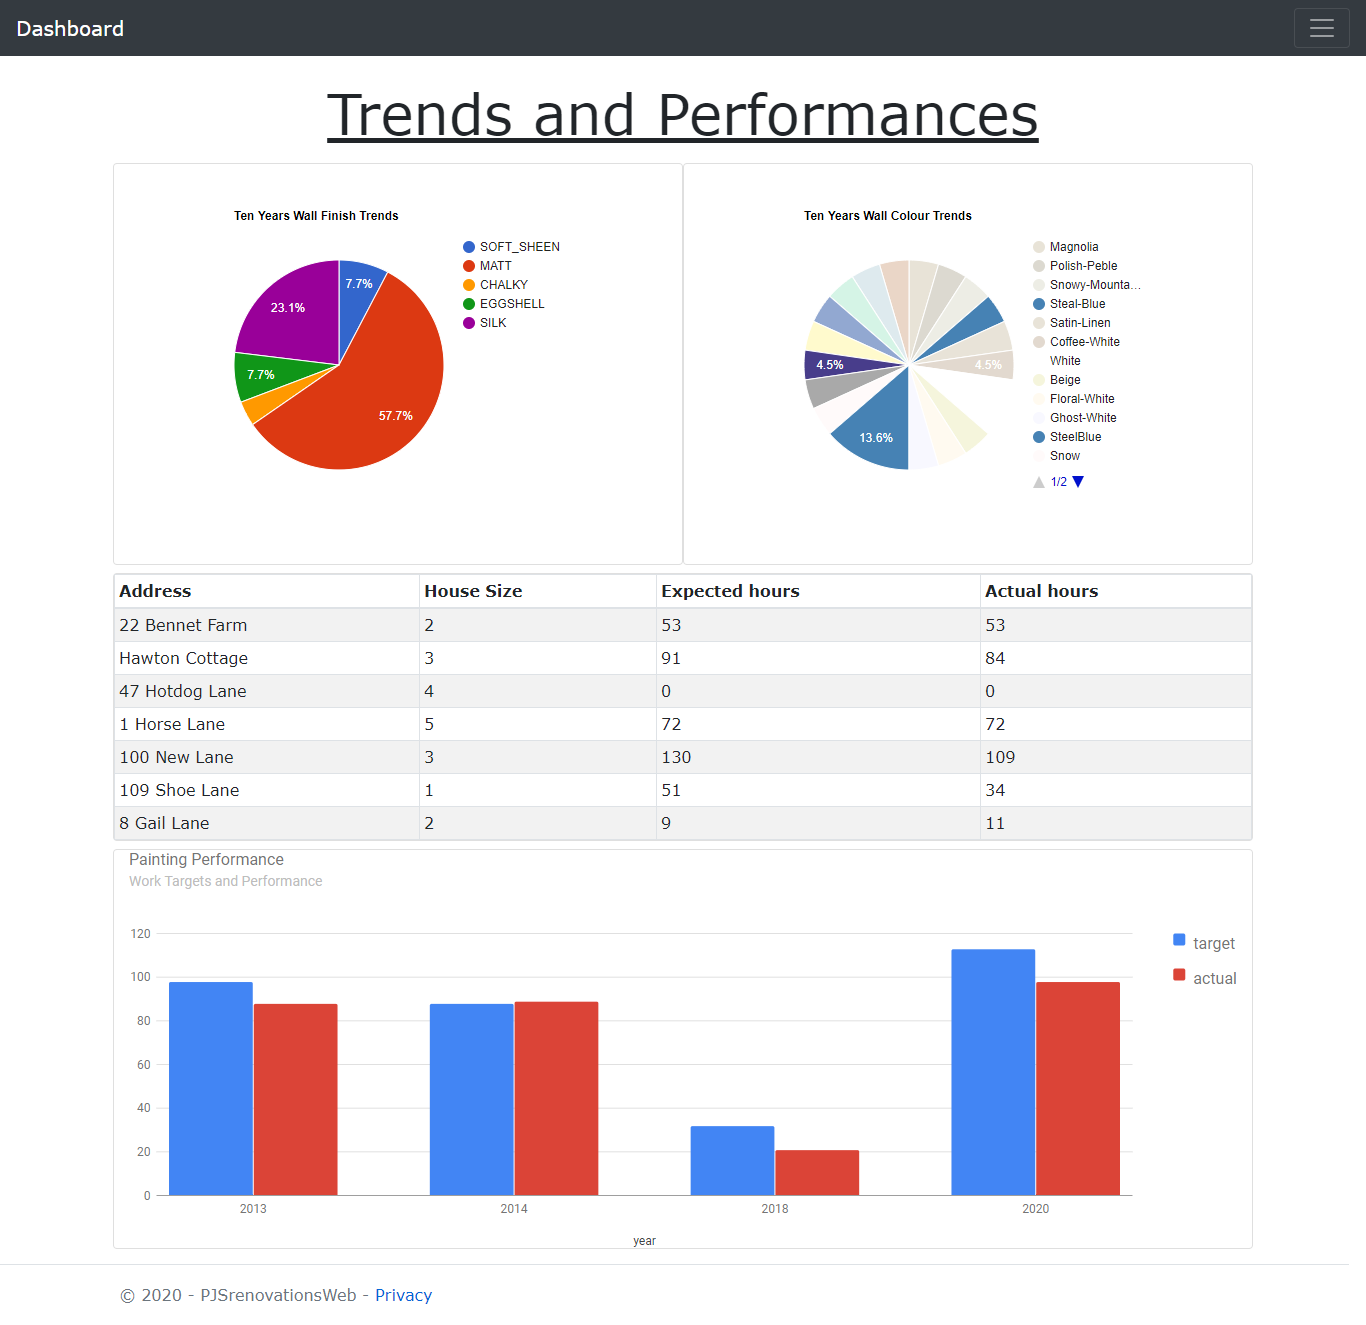 Dashboard
Trends and Performances
Ten Years Wall Finish Trends
SOFT_SHEEN
MATT
CHALKY
EGGSHELL
SILK
7.7%
23.1%
7.7%
57.7%
Ten Years Wall Colour Trends
Magnolia
Polish-Peble
Snowy-Mounta…
Steal-Blue
Satin-Linen
Coffee-White
White
Beige
Floral-White
Ghost-White
SteelBlue
Snow
1/2
4.5%
4.5%
13.6%
Address House Size Expected hours Actual hours
22 Bennet Farm 2 53 53
Hawton Cottage 3 91 84
47 Hotdog Lane 4 0 0
1 Horse Lane 5 72 72
100 New Lane 3 130 109
109 Shoe Lane 1 51 34
8 Gail Lane 2 9 11
Painting Performance
Work Targets and Performance
120
100
80
60
40
20
0
2013 2014 2018 2020
year
target
actual
© 2020 - PJSrenovationsWeb - Privacy